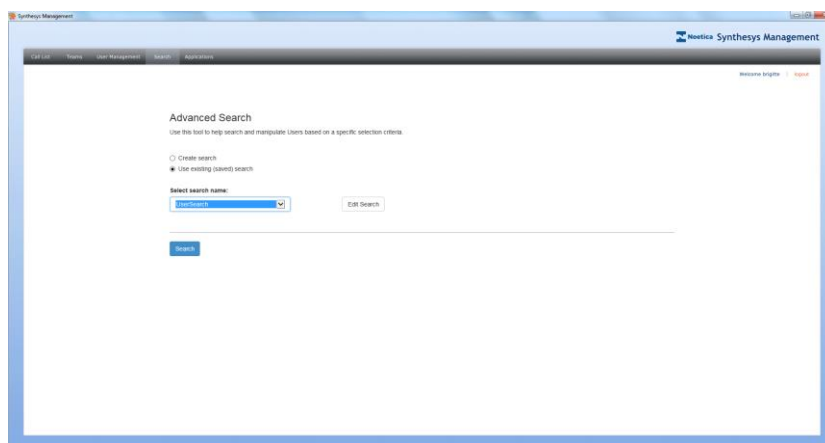 Synthesys Management
Noetica Synthesys Management
Call List Teams User Management Search Applications
Welcome brigitte | logout
Advanced Search
Use this tool to help search and manipulate Users based on a specific selection criteria.
Create search
Use existing (saved) search
Select search name:
UserSearch
Edit Search
Search